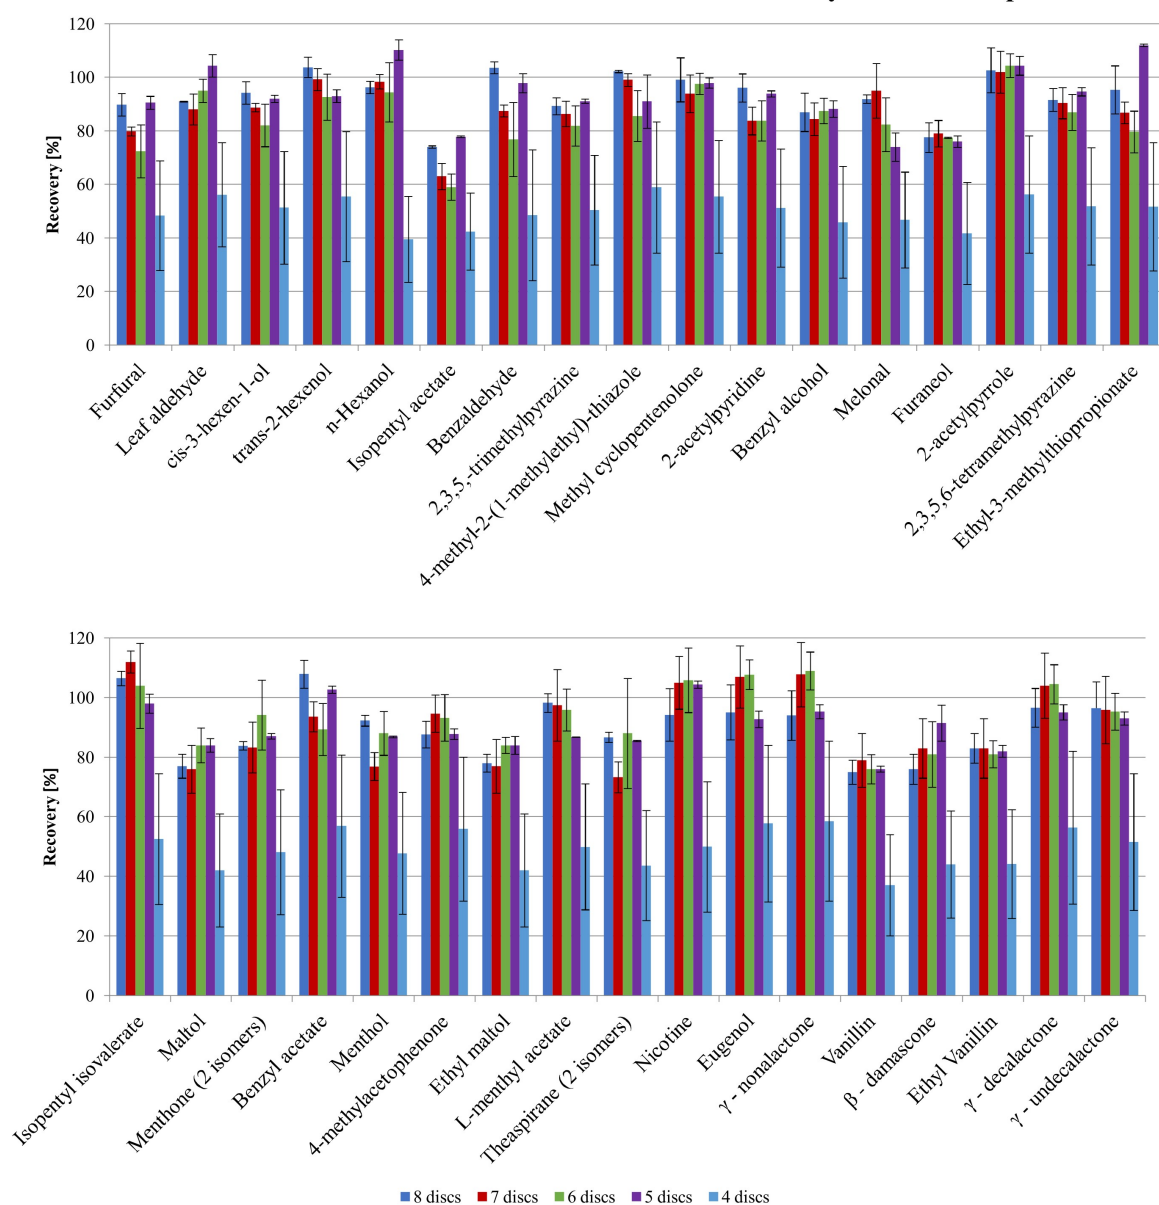 120
100
80
60
40
20
0
Recovery [%]
Furfural
Leaf aldehyde
cis-3-hexen-1-ol
trans-2-hexenol
n-Hexanol
Isopentyl acetate
Benzaldehyde
2,3,5,-trimethylpyrazine
4-methyl-2-(1-methylethyl)-thiazole
Methyl cyclopentenolone
2-acetylpyridine
Benzyl alcohol
Melonal
Furaneol
2-acetylpyrrole
2,3,5,6-tetramethylpyrazine
Ethyl-3-methylthiopropionate
120
100
80
60
40
20
0
Recovery [%]
Isopentyl isovalerate
Maltol
Menthone (2 isomers)
Benzyl acetate
Menthol
4-methylacetophenone
Ethyl maltol
L-menthyl acetate
Theaspirane (2 isomers)
Nicotine
Eugenol
γ - nonalactone
Vanillin
β - damascone
Ethyl Vanillin
γ - decalactone
γ - undecalactone
8 discs 7 discs 6 discs 5 discs 4 discs